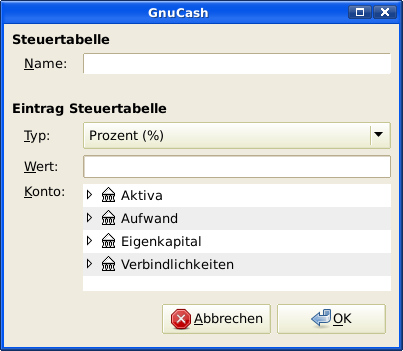 GnuCash
Steuertabelle
Name:
Eintrag Steuertabelle
Typ: Prozent (%)
Wert:
Konto: Aktiva
Aufwand
Eigenkapital
Verbindlichkeiten
Abbrechen OK